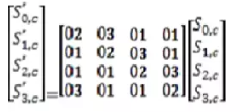 S'0,c 02 03 01 01 S0,c
S'1,c 01 02 03 01 S1,c
S'2,c 01 01 02 03 S2,c
S'3,c = 03 01 01 02 S3,c